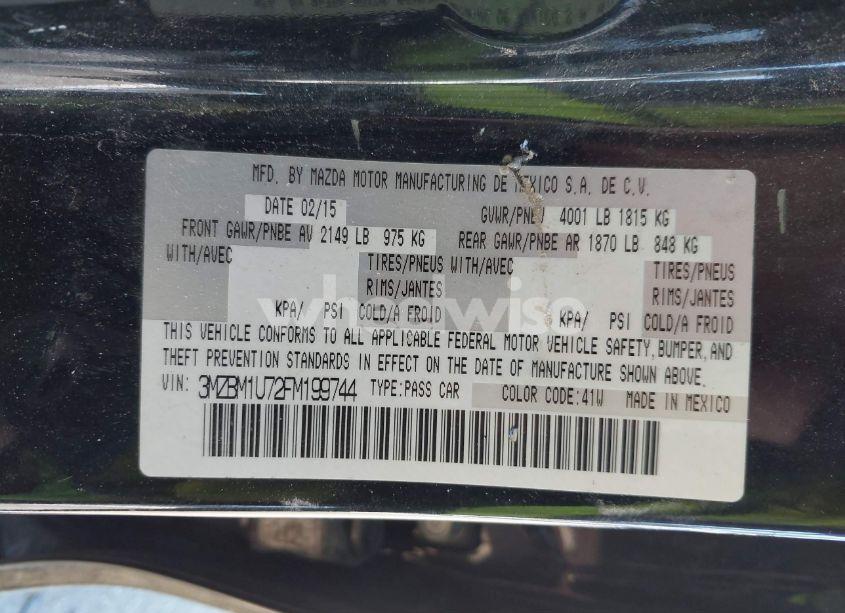 MFD. BY MAZDA MOTOR MANUFACTURING DE MEXICO S.A. DE C.V.
DATE 02/15 GVWR/PNBV 4001 LB 1815 KG
FRONT GAWR/PNBE AV 2149 LB 975 KG REAR GAWR/PNBE AR 1870 LB 848 KG
WITH/AVEC TIRES/PNEUS WITH/AVEC TIRES/PNEUS
RIMS/JANTES RIMS/JANTES
KPA/ PSI COLD/A FROID KPA/ PSI COLD/A FROID
wheelwise
THIS VEHICLE CONFORMS TO ALL APPLICABLE FEDERAL MOTOR VEHICLE SAFETY, BUMPER, AND
THEFT PREVENTION STANDARDS IN EFFECT ON THE DATE OF MANUFACTURE SHOWN ABOVE.
VIN: 3MZBM1U72FM199744 TYPE:PASS CAR COLOR CODE:41W MADE IN MEXICO